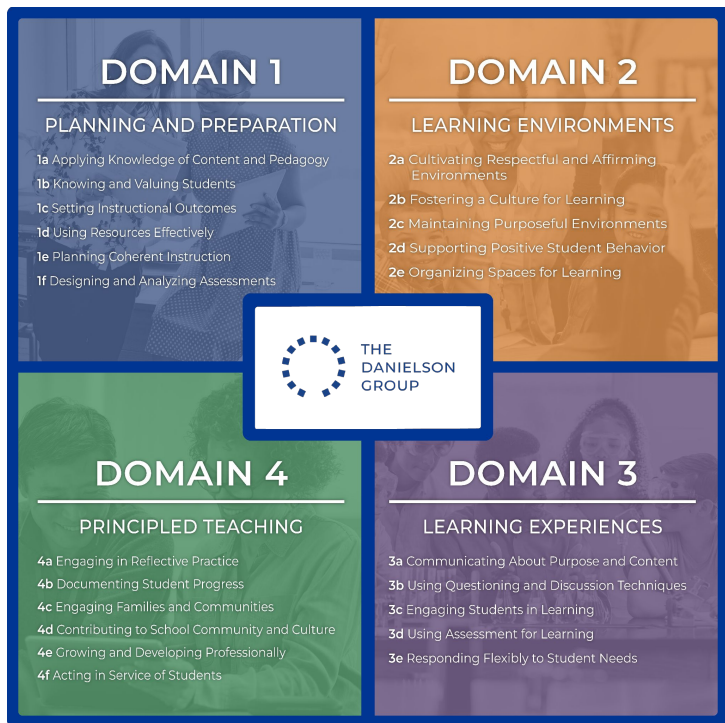 DOMAIN 1
PLANNING AND PREPARATION
1a Applying Knowledge of Content and Pedagogy
1b Knowing and Valuing Students
1c Setting Instructional Outcomes
1d Using Resources Effectively
1e Planning Coherent Instruction
1f Designing and Analyzing Assessments
DOMAIN 2
LEARNING ENVIRONMENTS
2a Cultivating Respectful and Affirming
Environments
2b Fostering a Culture for Learning
2c Maintaining Purposeful Environments
2d Supporting Positive Student Behavior
2e Organizing Spaces for Learning
THE
DANIELSON
GROUP
DOMAIN 4
PRINCIPLED TEACHING
4a Engaging in Reflective Practice
4b Documenting Student Progress
4c Engaging Families and Communities
4d Contributing to School Community and Culture
4e Growing and Developing Professionally
4f Acting in Service of Students
DOMAIN 3
LEARNING EXPERIENCES
3a Communicating About Purpose and Content
3b Using Questioning and Discussion Techniques
3c Engaging Students in Learning
3d Using Assessment for Learning
3e Responding Flexibly to Student Needs